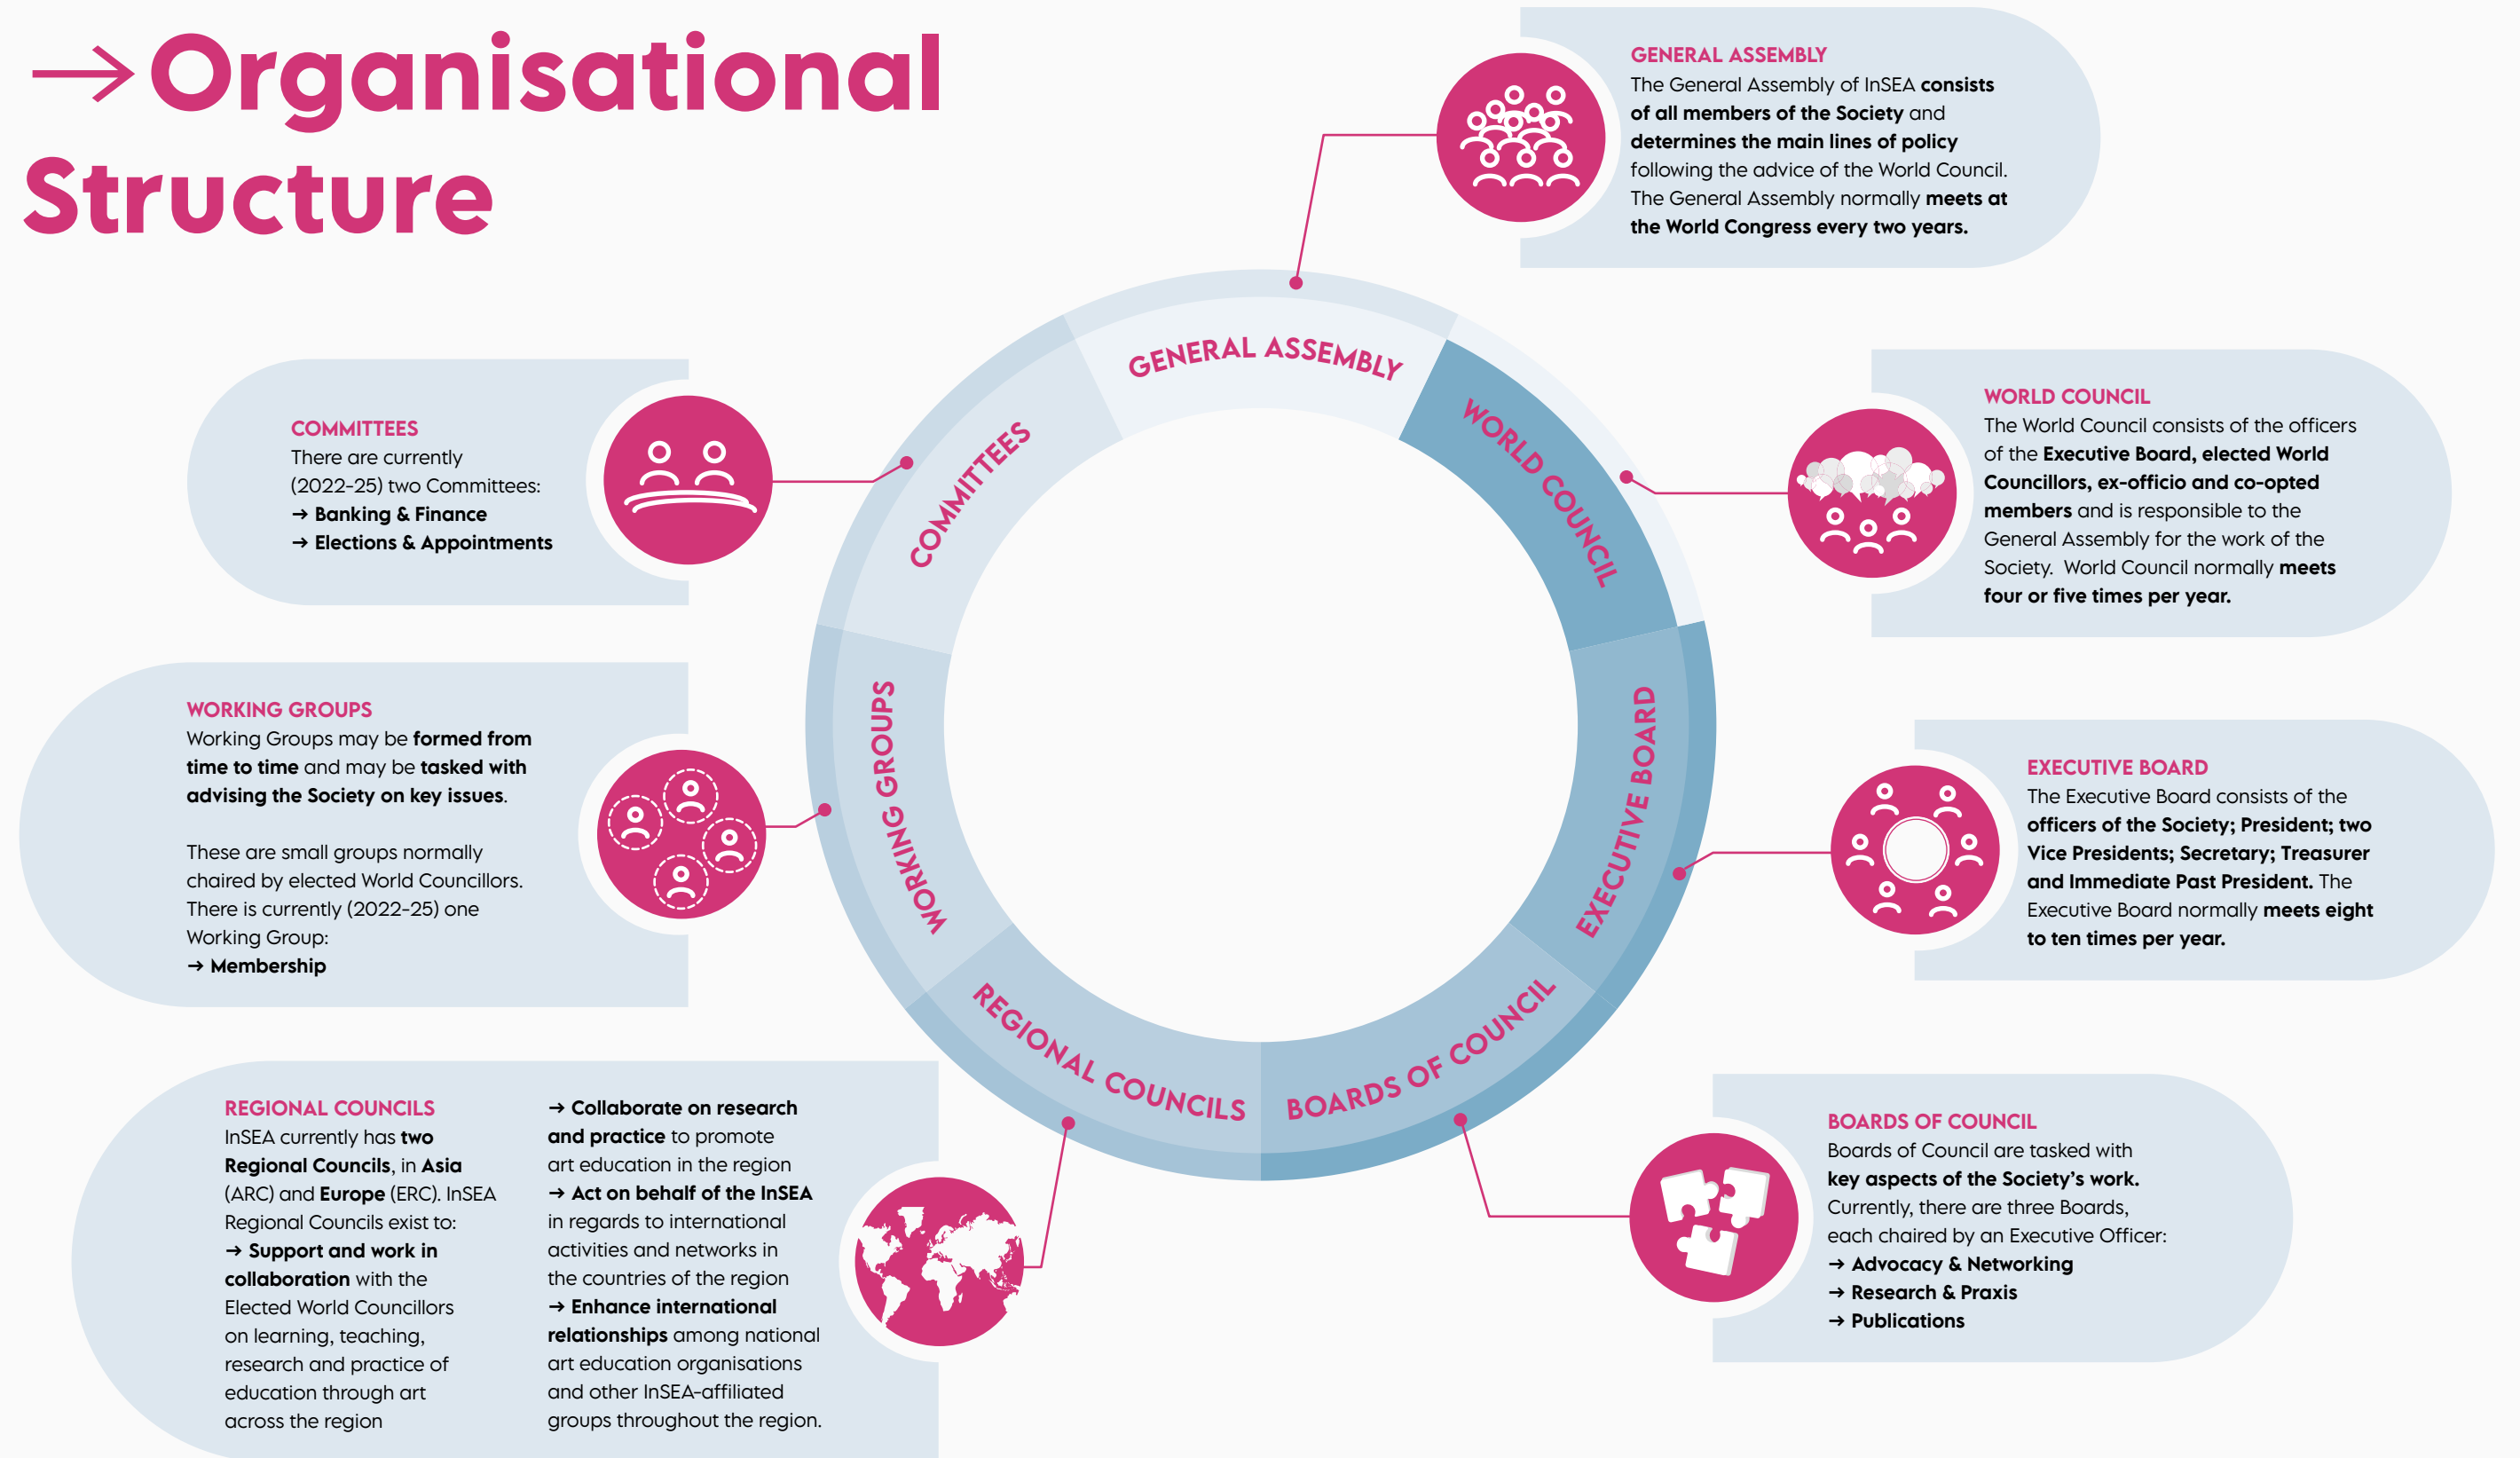 → Organisational
Structure
GENERAL ASSEMBLY
The General Assembly of InSEA consists
of all members of the Society and
determines the main lines of policy
following the advice of the World Council.
The General Assembly normally meets at
the World Congress every two years.
WORLD COUNCIL
The World Council consists of the officers
of the Executive Board, elected World
Councillors, ex-officio and co-opted
members and is responsible to the
General Assembly for the work of the
Society. World Council normally meets
four or five times per year.
EXECUTIVE BOARD
The Executive Board consists of the
officers of the Society; President; two
Vice Presidents; Secretary; Treasurer
and Immediate Past President. The
Executive Board normally meets eight
to ten times per year.
BOARDS OF COUNCIL
Boards of Council are tasked with
key aspects of the Society's work.
Currently, there are three Boards,
each chaired by an Executive Officer:
→ Advocacy & Networking
→ Research & Praxis
→ Publications
REGIONAL COUNCILS
InSEA currently has two
Regional Councils, in Asia
(ARC) and Europe (ERC). InSEA
Regional Councils exist to:
→ Support and work in
collaboration with the
Elected World Councillors
on learning, teaching,
research and practice of
education through art
across the region
→ Collaborate on research
and practice to promote
art education in the region
→ Act on behalf of the InSEA
in regards to international
activities and networks in
the countries of the region
→ Enhance international
relationships among national
art education organisations
and other InSEA-affiliated
groups throughout the region.
WORKING GROUPS
Working Groups may be formed from
time to time and may be tasked with
advising the Society on key issues.
These are small groups normally
chaired by elected World Councillors.
There is currently (2022-25) one
Working Group:
→ Membership
COMMITTEES
There are currently
(2022-25) two Committees:
→ Banking & Finance
→ Elections & Appointments
GENERAL ASSEMBLY
WORLD COUNCIL
EXECUTIVE BOARD
BOARDS OF COUNCIL
REGIONAL COUNCILS
WORKING GROUPS
COMMITTEES